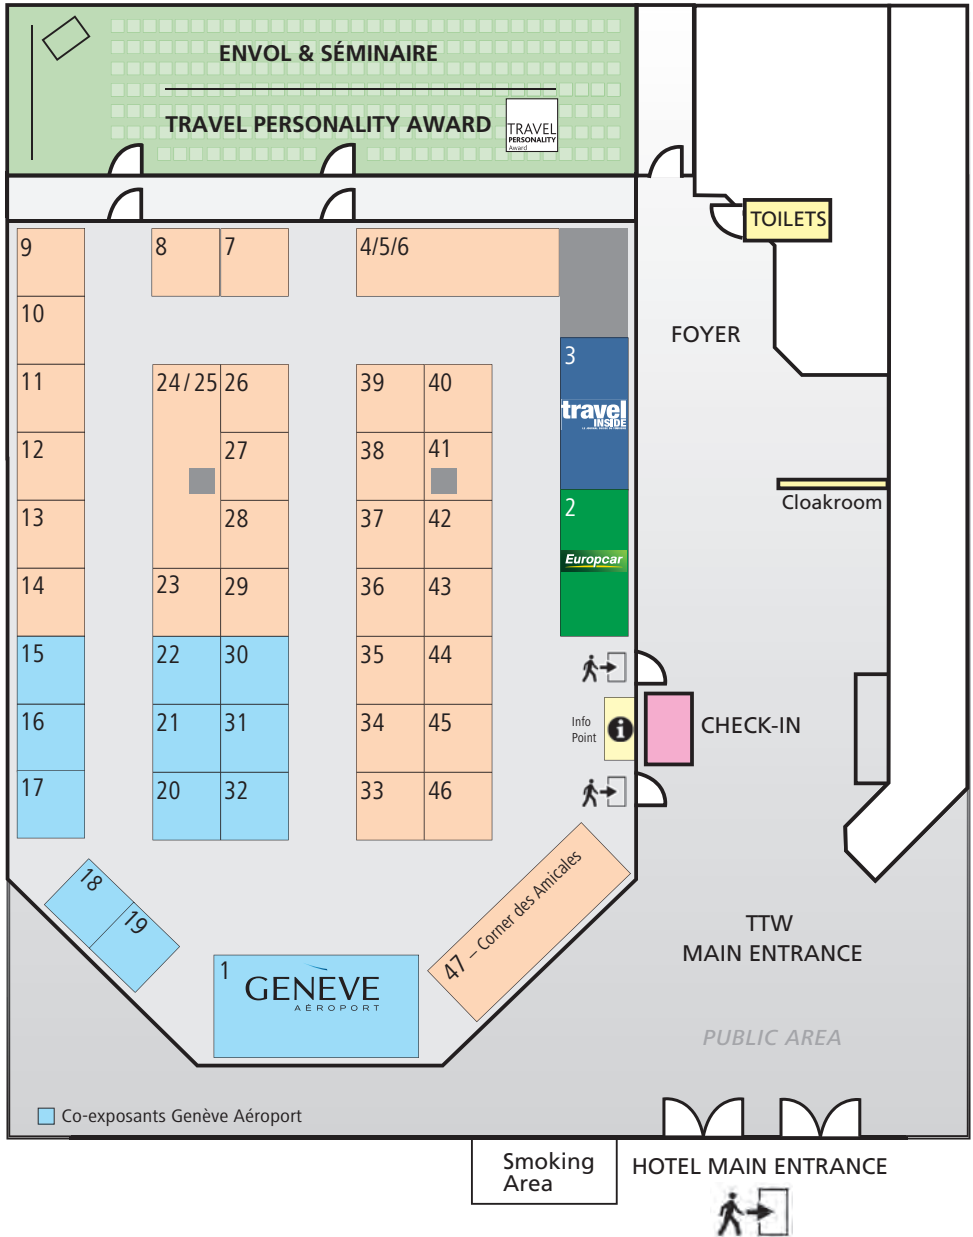 ENVOL & SÉMINAIRE
TRAVEL PERSONALITY AWARD
TRAVEL
PERSONALITY
Award
TOILETS
9
8
7
4/5/6
10
FOYER
3
11
24/25
26
39
40
travel
INSIDE
12
27
38
41
Cloakroom
13
28
37
42
2
Europcar
14
23
29
36
43
15
22
30
35
44
16
21
31
34
45
Info
Point
i
CHECK-IN
17
20
32
33
46
18
19
47 – Corner des Amicales
TTW
MAIN ENTRANCE
1
GENÈVE
AÉROPORT
PUBLIC AREA
Co-exposants Genève Aéroport
Smoking
Area
HOTEL MAIN ENTRANCE